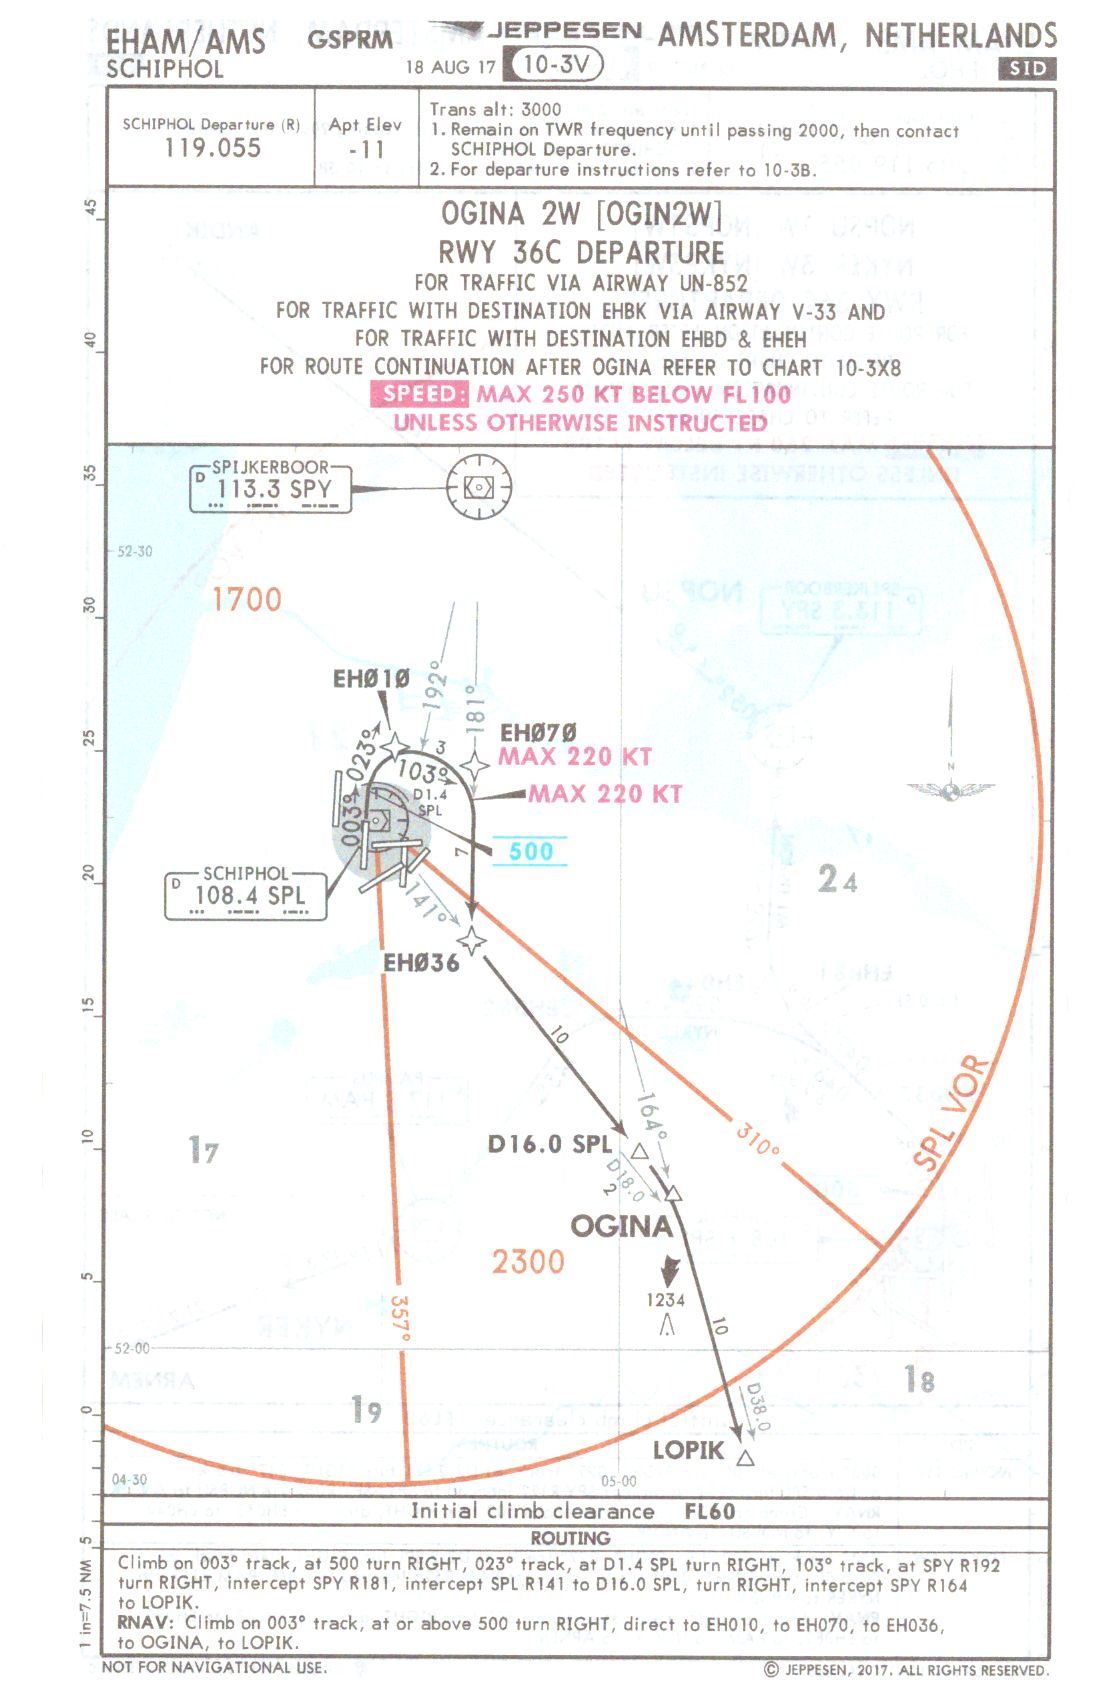 EHAM/AMS GSPRM JEPPESEN AMSTERDAM, NETHERLANDS
SCHIPHOL 18 AUG 17 10-3V SID
SCHIPHOL Departure (R)
119.055
Apt Elev
-11
Trans alt: 3000
1. Remain on TWR frequency until passing 2000, then contact
SCHIPHOL Departure.
2. For departure instructions refer to 10-3B.
OGINA 2W [OGIN2W]
RWY 36C DEPARTURE
FOR TRAFFIC VIA AIRWAY UN-852
FOR TRAFFIC WITH DESTINATION EHBK VIA AIRWAY V-33 AND
FOR TRAFFIC WITH DESTINATION EHBD & EHEH
FOR ROUTE CONTINUATION AFTER OGINA REFER TO CHART 10-3X8
SPEED: MAX 250 KT BELOW FL100
UNLESS OTHERWISE INSTRUCTED
45
40
35
30
25
20
15
10
5
0
5
1 in=7.5 NM
SPIJKERBOOR
D 113.3 SPY
52-30
1700
EHØ10
192°
181°
EHØ70
MAX 220 KT
MAX 220 KT
023°
3
103°
D1.4
SPL
003°
7
500
SCHIPHOL
D 108.4 SPL
141°
24
EHØ36
N
10
164°
310°
SPL VOR
17
D16.0 SPL
D18.0
2
OGINA
2300
1234
357°
10
52-00
18
19
D38.0
LOPIK
04-30
05-00
Initial climb clearance FL60
ROUTING
Climb on 003° track, at 500 turn RIGHT, 023° track, at D1.4 SPL turn RIGHT, 103° track, at SPY R192
turn RIGHT, intercept SPY R181, intercept SPL R141 to D16.0 SPL, turn RIGHT, intercept SPY R164
to LOPIK.
RNAV: Climb on 003° track, at or above 500 turn RIGHT, direct to EH010, to EH070, to EH036,
to OGINA, to LOPIK.
NOT FOR NAVIGATIONAL USE.
© JEPPESEN, 2017. ALL RIGHTS RESERVED.